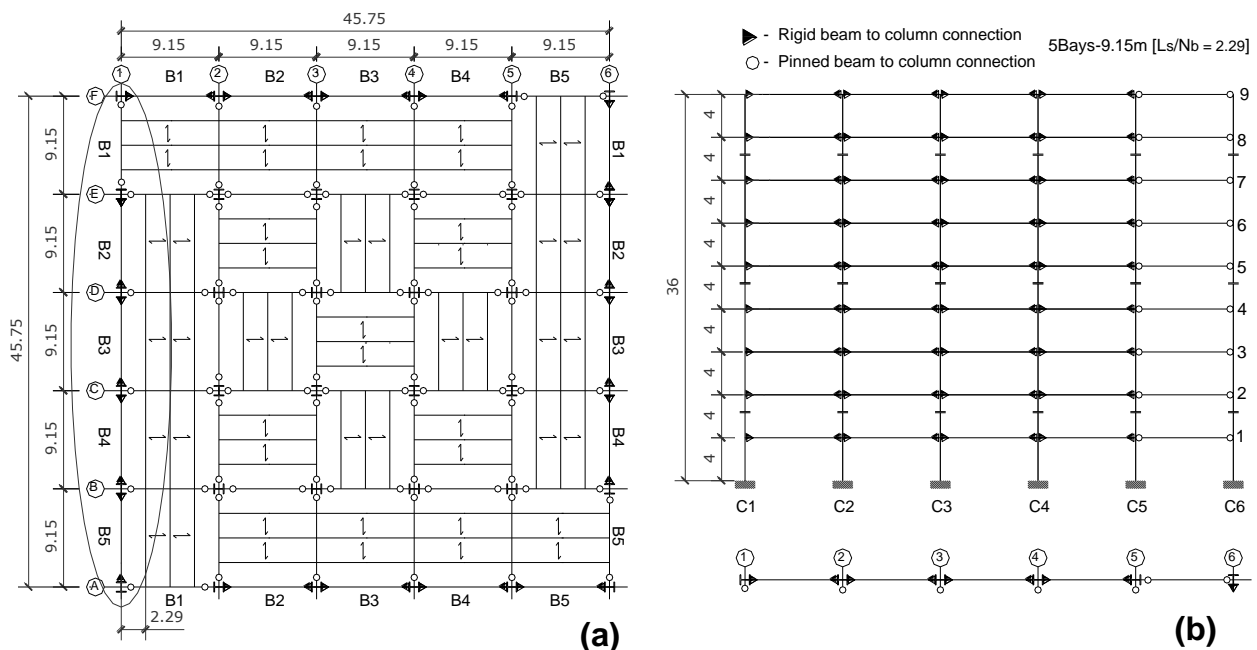 45.75
9.15 9.15 9.15 9.15 9.15
1 B1 2 B2 3 B3 4 B4 5 B5 6
F
9.15 B1 B1
E
9.15 B2 B2
D
45.75 9.15 B3 B3
C
9.15 B4 B4
B
9.15 B5 B5
A
B1 B2 B3 B4 B5
2.29
(a)
- Rigid beam to column connection
5Bays-9.15m [Ls/Nb = 2.29]
- Pinned beam to column connection
9
4
8
4
7
4
6
4
5
36
4
4
4
3
4
2
4
1
4
C1 C2 C3 C4 C5 C6
1 2 3 4 5 6
(b)